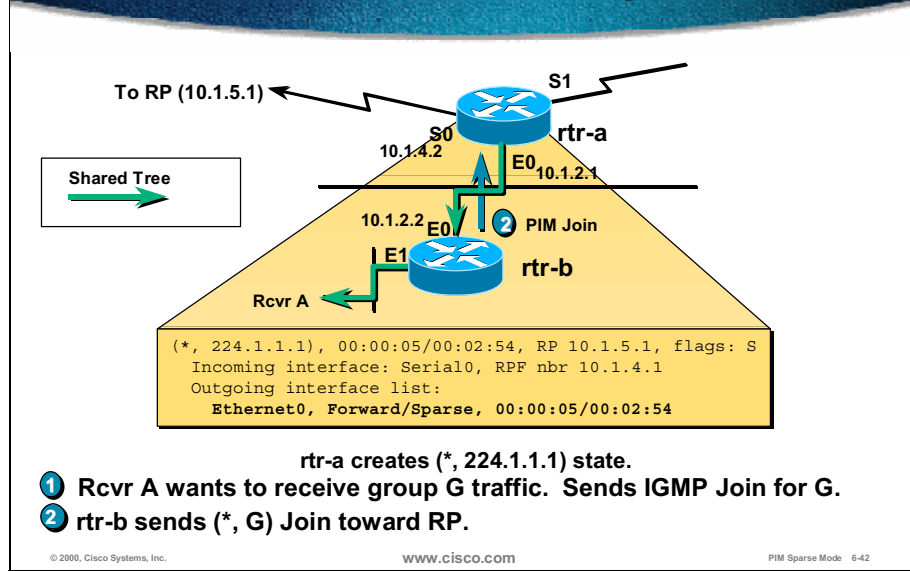 To RP (10.1.5.1)
S1
S0
rtr-a
10.1.4.2
E0
10.1.2.1
Shared Tree
10.1.2.2
E0
2 PIM Join
E1
rtr-b
Rcvr A
(*, 224.1.1.1), 00:00:05/00:02:54, RP 10.1.5.1, flags: S
Incoming interface: Serial0, RPF nbr 10.1.4.1
Outgoing interface list:
Ethernet0, Forward/Sparse, 00:00:05/00:02:54
rtr-a creates (*, 224.1.1.1) state.
1 Rcvr A wants to receive group G traffic. Sends IGMP Join for G.
2 rtr-b sends (*, G) Join toward RP.
© 2000, Cisco Systems, Inc. www.cisco.com PIM Sparse Mode 6-42